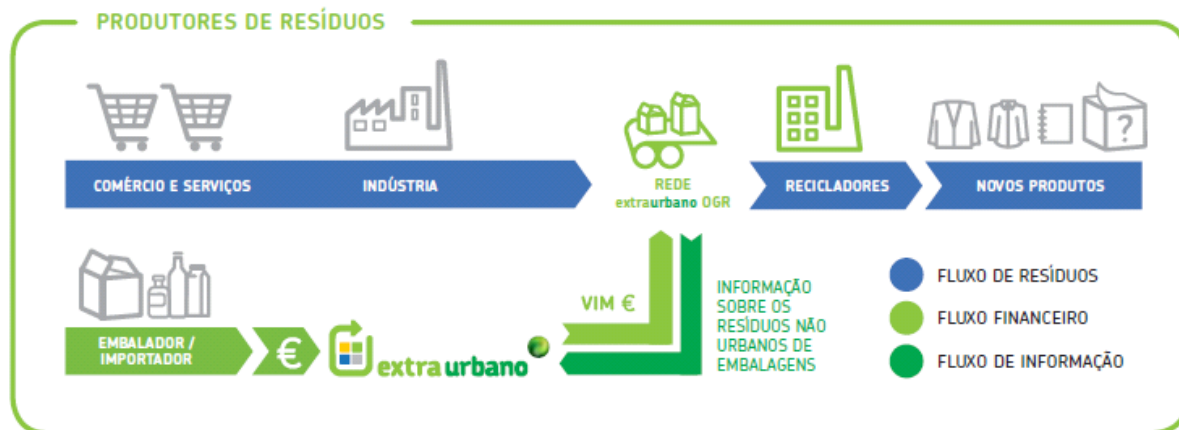 PRODUTORES DE RESÍDUOS
COMÉRCIO E SERVIÇOS
INDÚSTRIA
REDE
extraurbano OGR
RECICLADORES
NOVOS PRODUTOS
?
EMBALADOR /
IMPORTADOR
€
extraurbano
VIM €
INFORMAÇÃO
SOBRE OS
RESÍDUOS NÃO
URBANOS DE
EMBALAGENS
FLUXO DE RESÍDUOS
FLUXO FINANCEIRO
FLUXO DE INFORMAÇÃO